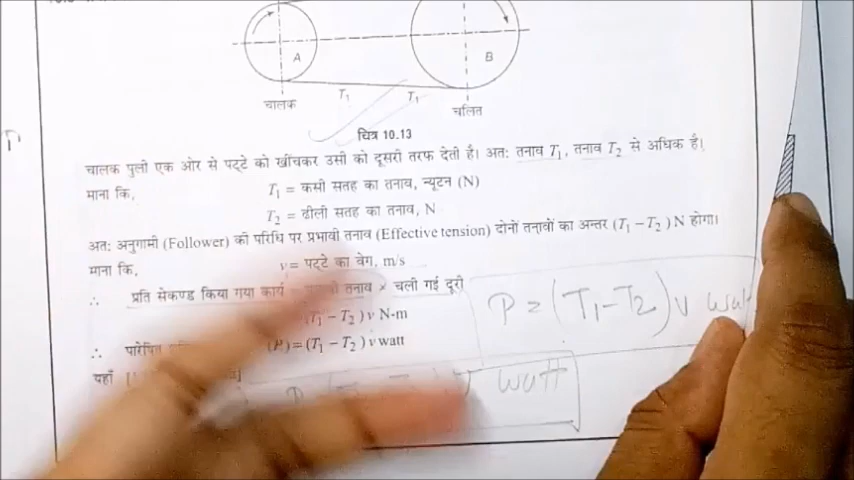 A
B
T₁
T₁
चालक
चलित
चित्र 10.13
चालक पुली एक ओर से पट्टे को खींचकर उसी को दूसरी तरफ देती है। अत: तनाव T₁, तनाव T₂ से अधिक है।
माना कि,
T₁ = कसी सतह का तनाव, न्यूटन (N)
T₂ = ढीली सतह का तनाव, N
अत: अनुगामी (Follower) की परिधि पर प्रभावी तनाव (Effective tension) दोनों तनावों का अन्तर (T₁ – T₂) N होगा।
माना कि,
v = पट्टे का वेग, m/s
∴ प्रति सेकण्ड किया गया कार्य तनाव × चली गई दूरी
(T₁ – T₂) v N-m
P = (T₁-T₂) v
∴ (P) = (T₁ – T₂) v watt
यहाँ
watt